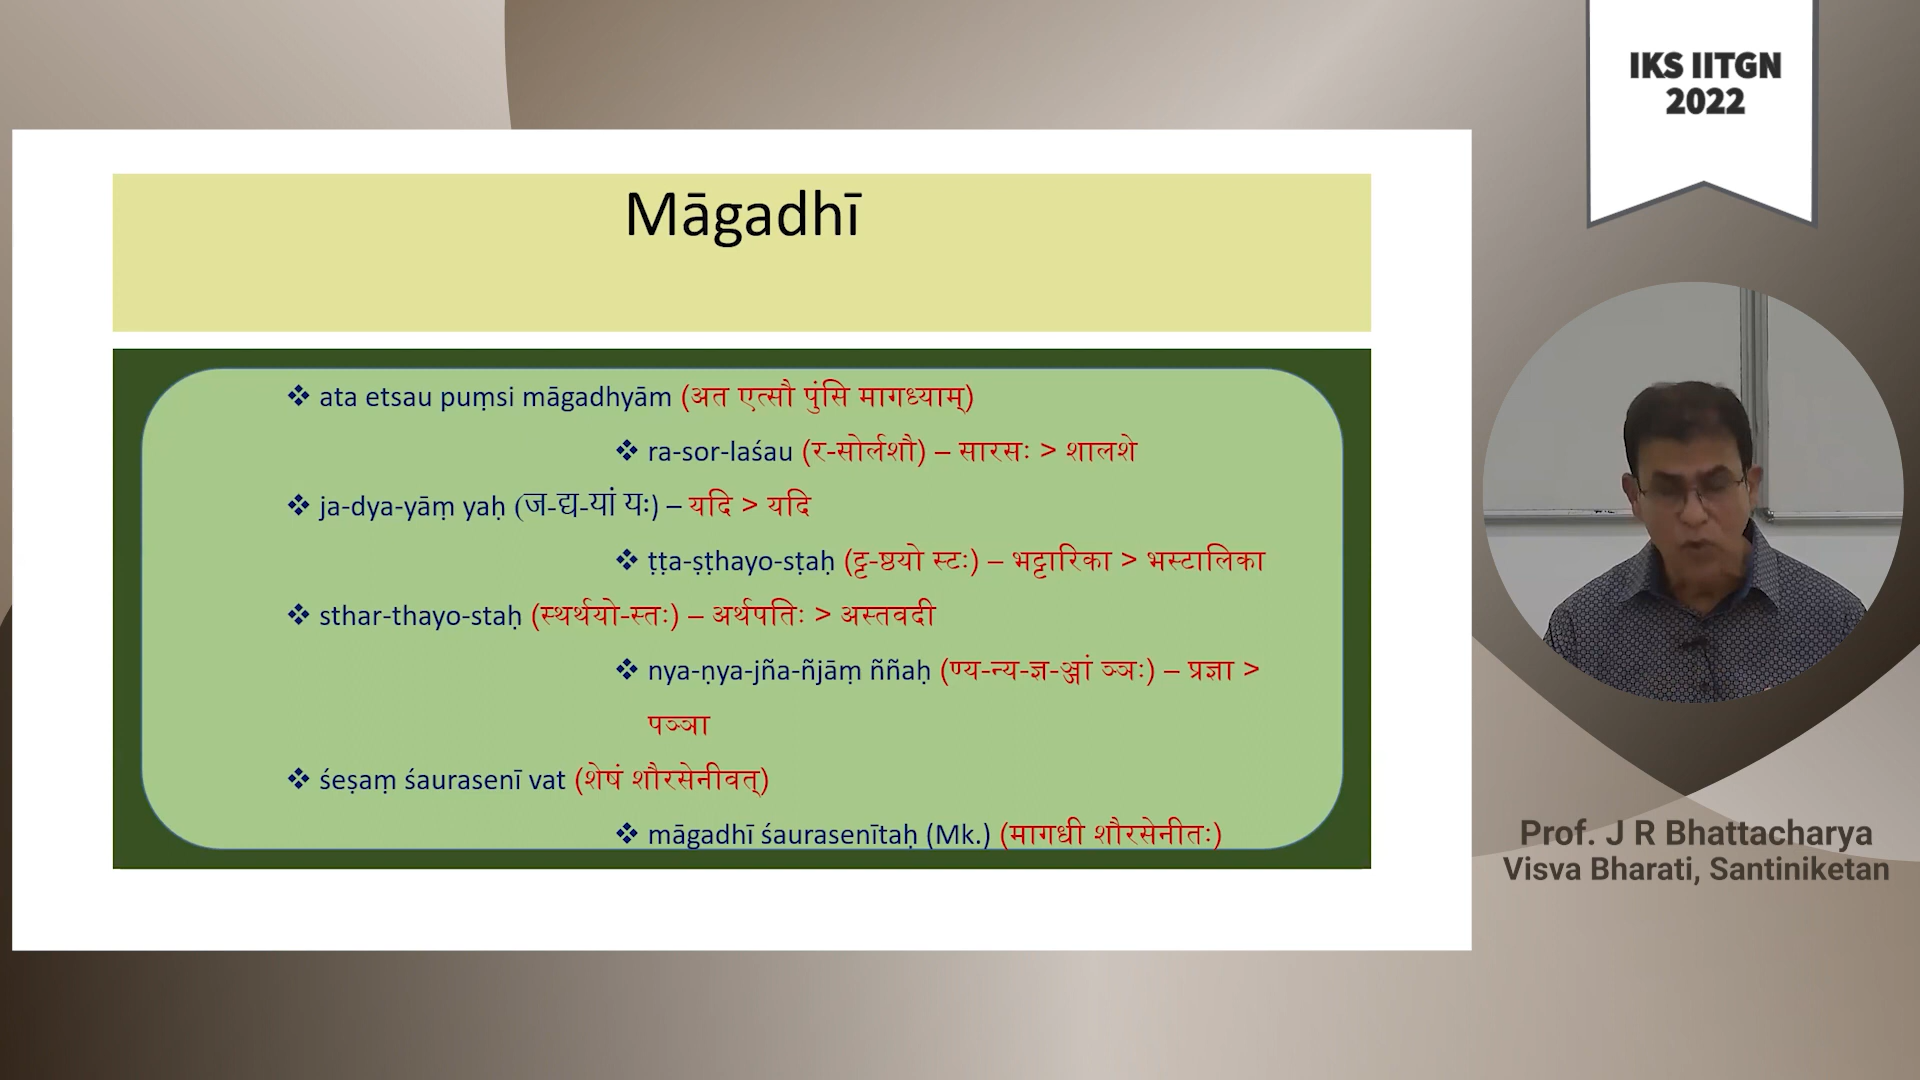 IKS IITGN
2022
Māgadhī
❖ ata etsau puṃsi māgadhyām (अत एत्सौ पुंसि मागध्याम्)
❖ ra-sor-laśau (र-सोर्लशौ) – सारसः > शालशे
❖ ja-dya-yāṃ yaḥ (ज-द्य-यां यः) – यदि > यदि
❖ ṭṭa-ṣṭhayo-sṭaḥ (ट्ट-ष्ठयो स्टः) – भट्टारिका > भस्टालिका
❖ sthar-thayo-staḥ (स्थर्थयो-स्तः) – अर्थपतिः > अस्तवदी
❖ nya-ṇya-jña-ñjāṃ ññaḥ (ण्य-न्य-ज्ञ-ञ्जां ञ्ञः) – प्रज्ञा >
पञ्ञा
❖ śeṣaṃ śaurasenī vat (शेषं शौरसेनीवत्)
❖ māgadhī śaurasenītaḥ (Mk.) (मागधी शौरसेनीतः)
Prof. J R Bhattacharya
Visva Bharati, Santiniketan